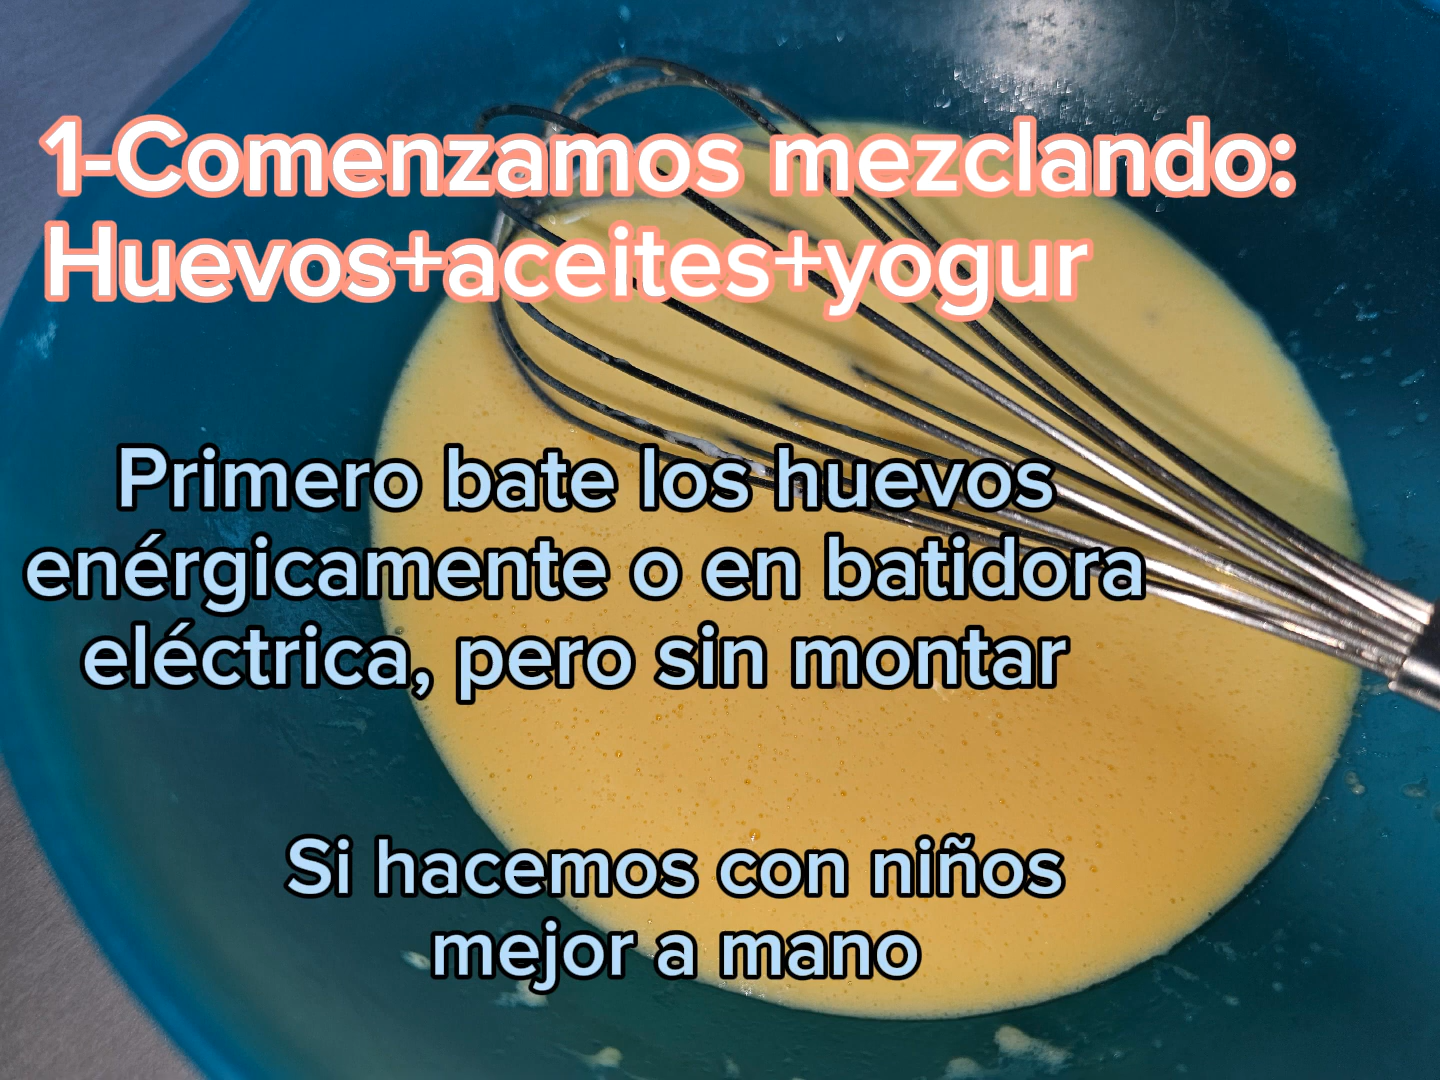 1-Comenzamos mezclando:
Huevos+aceites+yogur
Primero bate los huevos
enérgicamente o en batidora
eléctrica, pero sin montar
Si hacemos con niños
mejor a mano